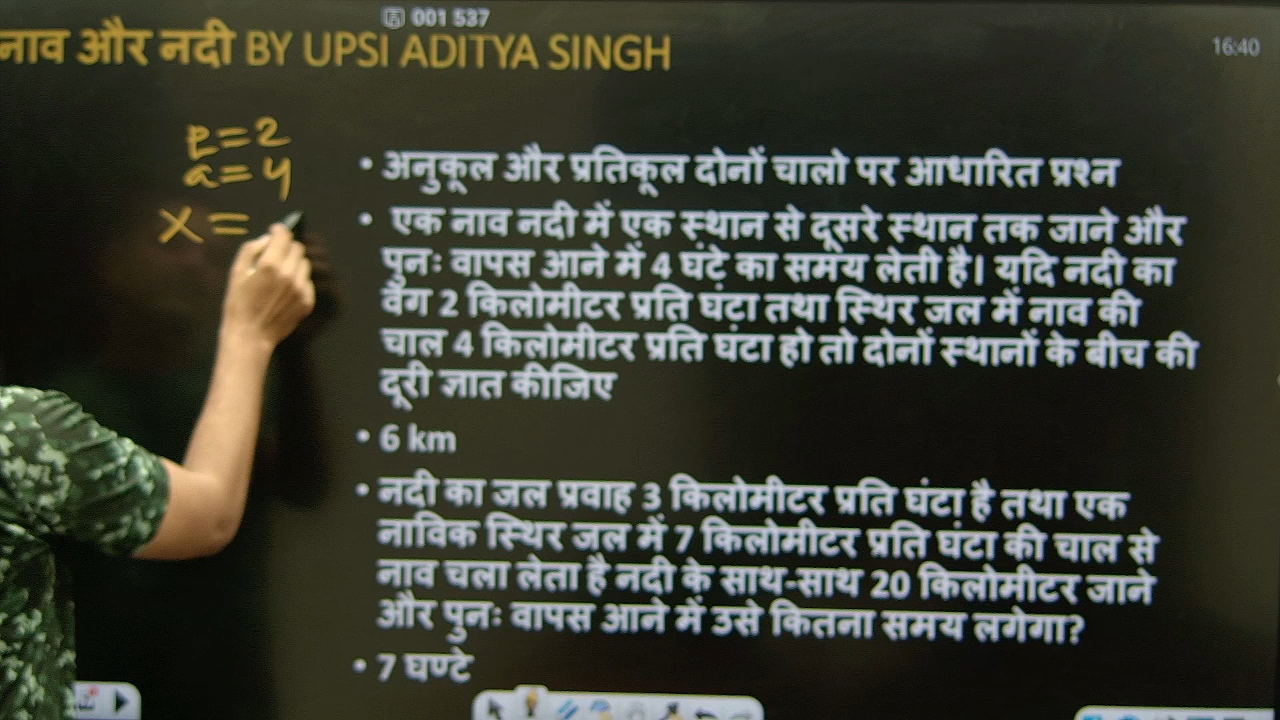 001 537
नाव और नदी BY UPSI ADITYA SINGH
16:40
P=2
a=4
x=
• अनुकूल और प्रतिकूल दोनों चालो पर आधारित प्रश्न
• एक नाव नदी में एक स्थान से दूसरे स्थान तक जाने और
पुनः वापस आने में 4 घंटे का समय लेती है। यदि नदी का
वेग 2 किलोमीटर प्रति घंटा तथा स्थिर जल में नाव की
चाल 4 किलोमीटर प्रति घंटा हो तो दोनों स्थानों के बीच की
दूरी ज्ञात कीजिए
• 6 km
• नदी का जल प्रवाह 3 किलोमीटर प्रति घंटा है तथा एक
नाविक स्थिर जल में 7 किलोमीटर प्रति घंटा की चाल से
नाव चला लेता है नदी के साथ-साथ 20 किलोमीटर जाने
और पुनः वापस आने में उसे कितना समय लगेगा?
• 7 घण्टे